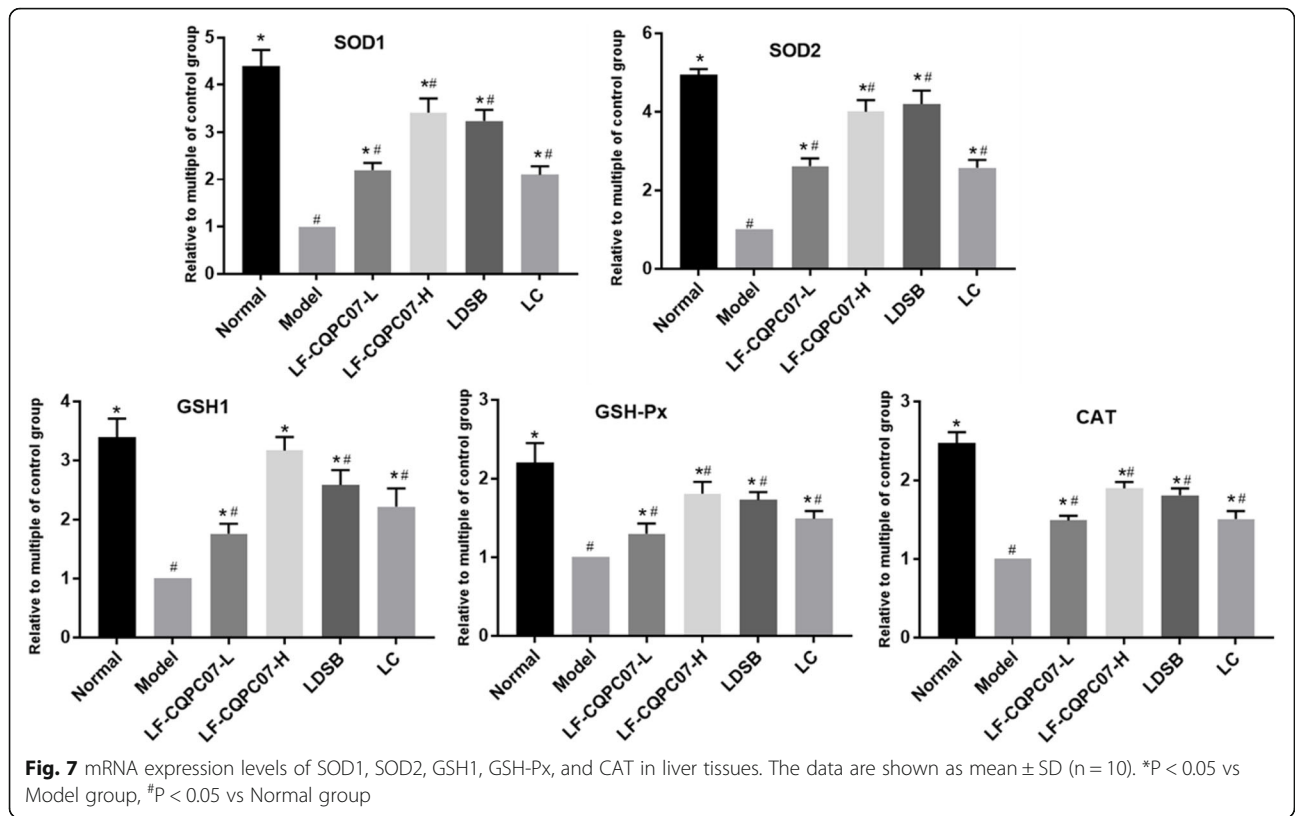 SOD1
Relative to multiple of control group
5
4
3
2
1
0
*
#
*#
*#
*#
*#
Normal
Model
LF-CQPC07-L
LF-CQPC07-H
LDSB
LC
SOD2
Relative to multiple of control group
6
4
2
0
*
#
*#
*#
*#
*#
Normal
Model
LF-CQPC07-L
LF-CQPC07-H
LDSB
LC
GSH1
Relative to multiple of control group
4
3
2
1
0
*
#
*#
*
*#
*#
Normal
Model
LF-CQPC07-L
LF-CQPC07-H
LDSB
LC
GSH-Px
Relative to multiple of control group
3
2
1
0
*
#
*#
*#
*#
*#
Normal
Model
LF-CQPC07-L
LF-CQPC07-H
LDSB
LC
CAT
Relative to multiple of control group
3
2
1
0
*
#
*#
*#
*#
*#
Normal
Model
LF-CQPC07-L
LF-CQPC07-H
LDSB
LC
Fig. 7 mRNA expression levels of SOD1, SOD2, GSH1, GSH-Px, and CAT in liver tissues. The data are shown as mean ± SD (n = 10). *P < 0.05 vs
Model group, #P < 0.05 vs Normal group